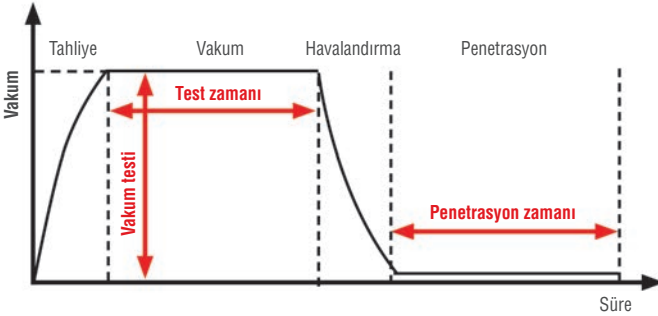 Tahliye
Vakum
Havalandırma
Penetrasyon
Vakum
Test zamanı
Vakum testi
Penetrasyon zamanı
Süre